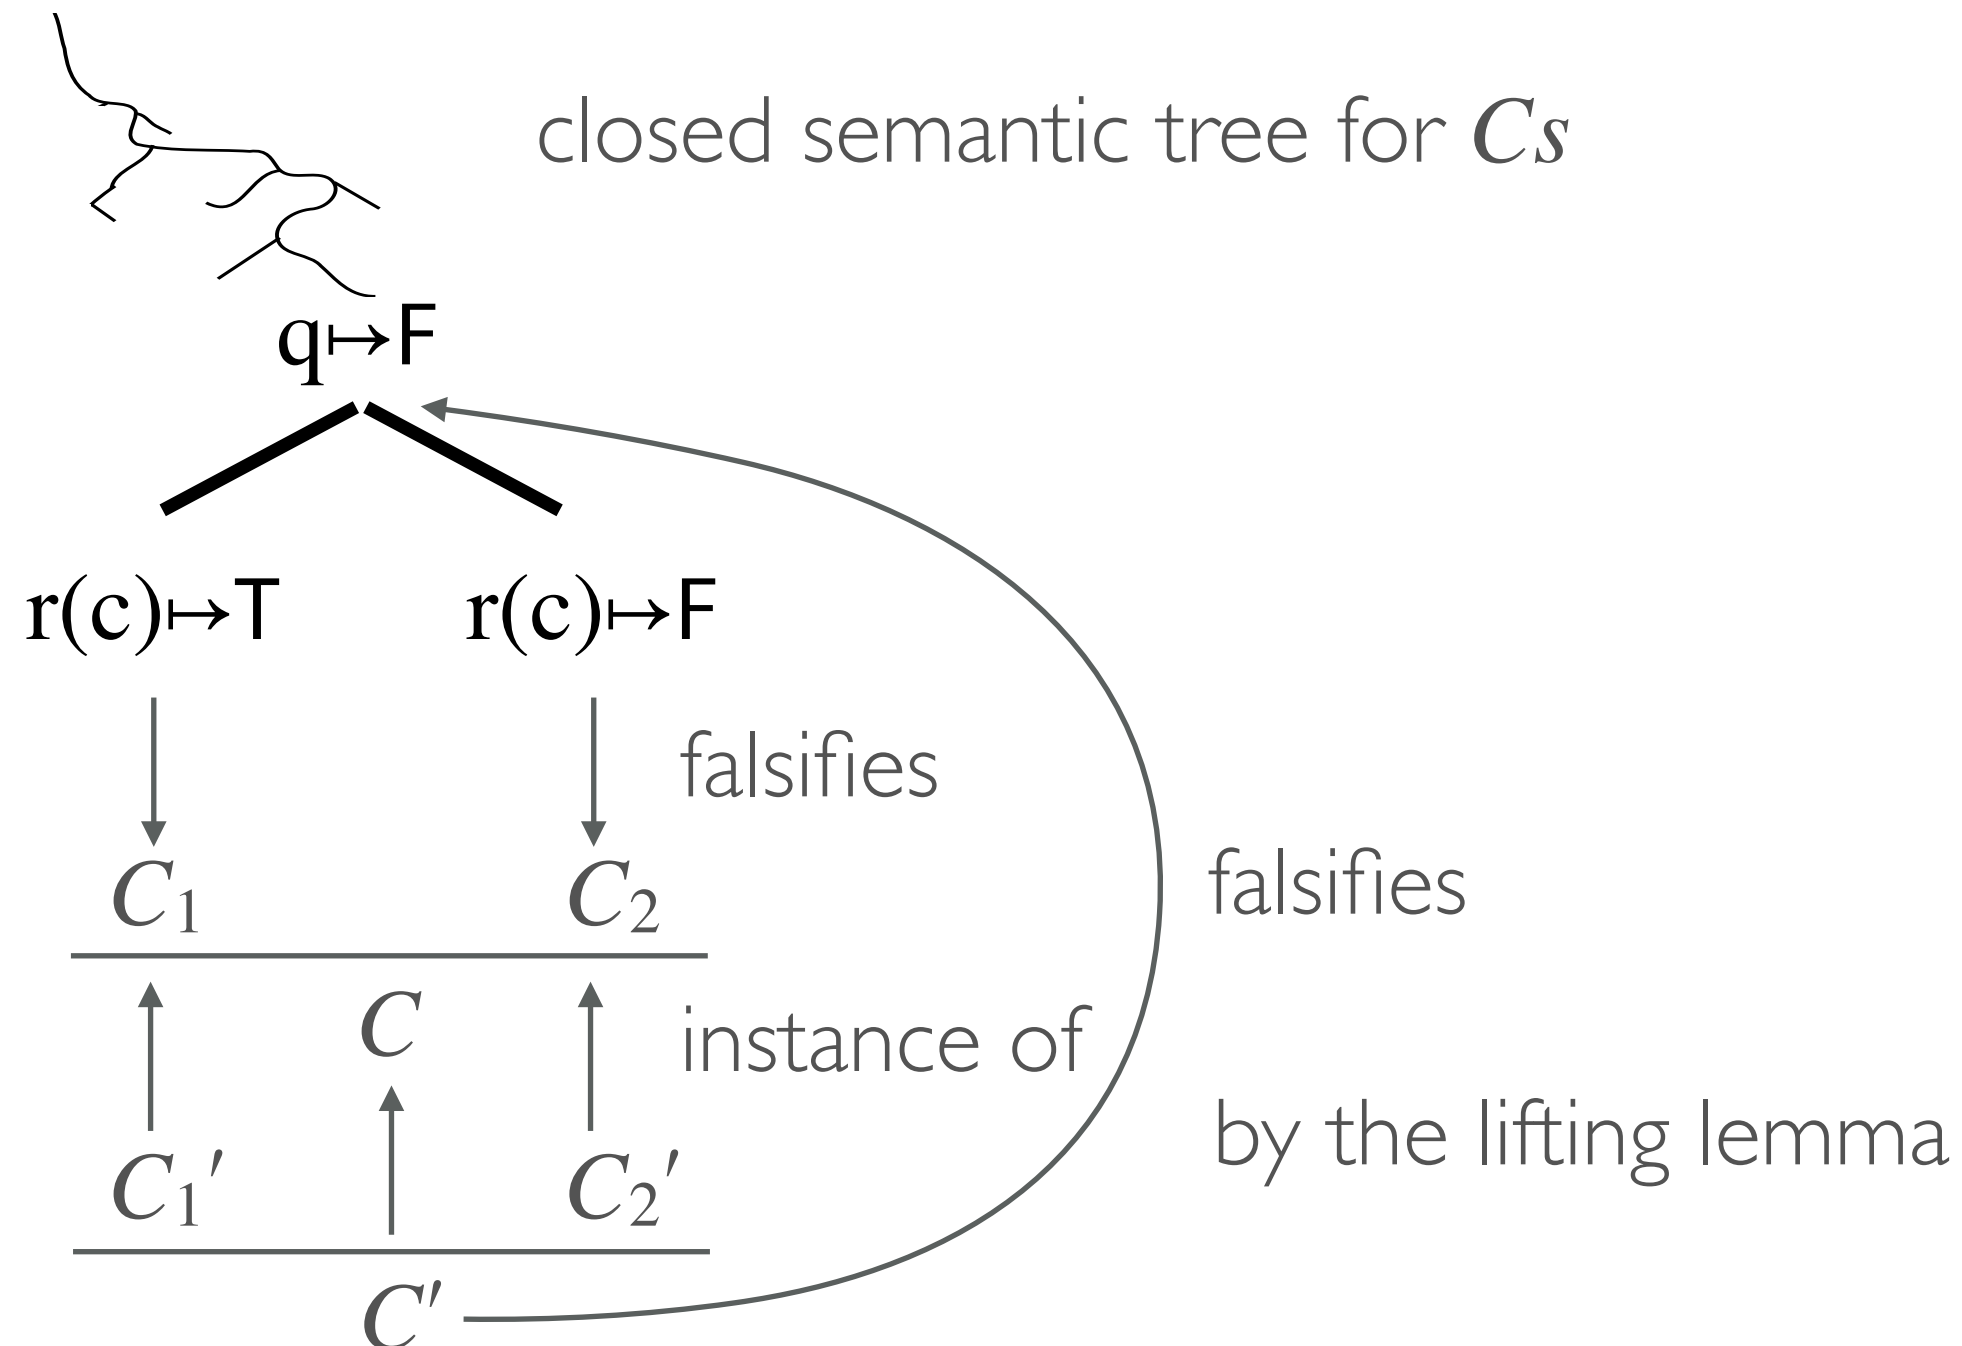 closed semantic tree for Cs
q↦F
r(c)↦T r(c)↦F
falsifies
falsifies
C₁ C₂
C
instance of
by the lifting lemma
C₁′ C₂′
C′